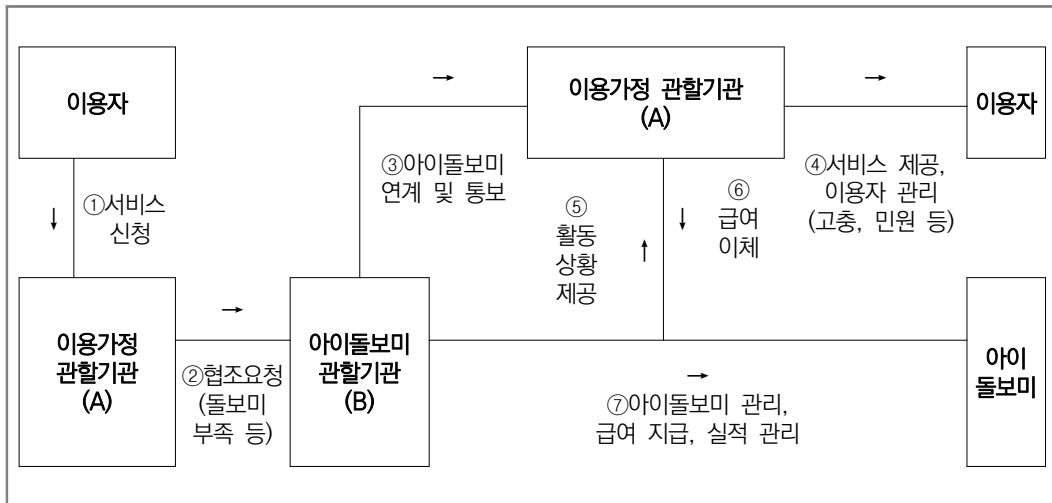 이용자
①서비스
신청
이용가정
관할기관
(A)
→
②협조요청
(돌보미
부족 등)
아이돌보미
관할기관
(B)
→
③아이돌보미
연계 및 통보
이용가정 관할기관
(A)
→
④서비스 제공,
이용자 관리
(고충, 민원 등)
이용자
⑤
활동
상황
제공
↑
↓
⑥
급여
이체
→
⑦아이돌보미 관리,
급여 지급, 실적 관리
아이
돌보미